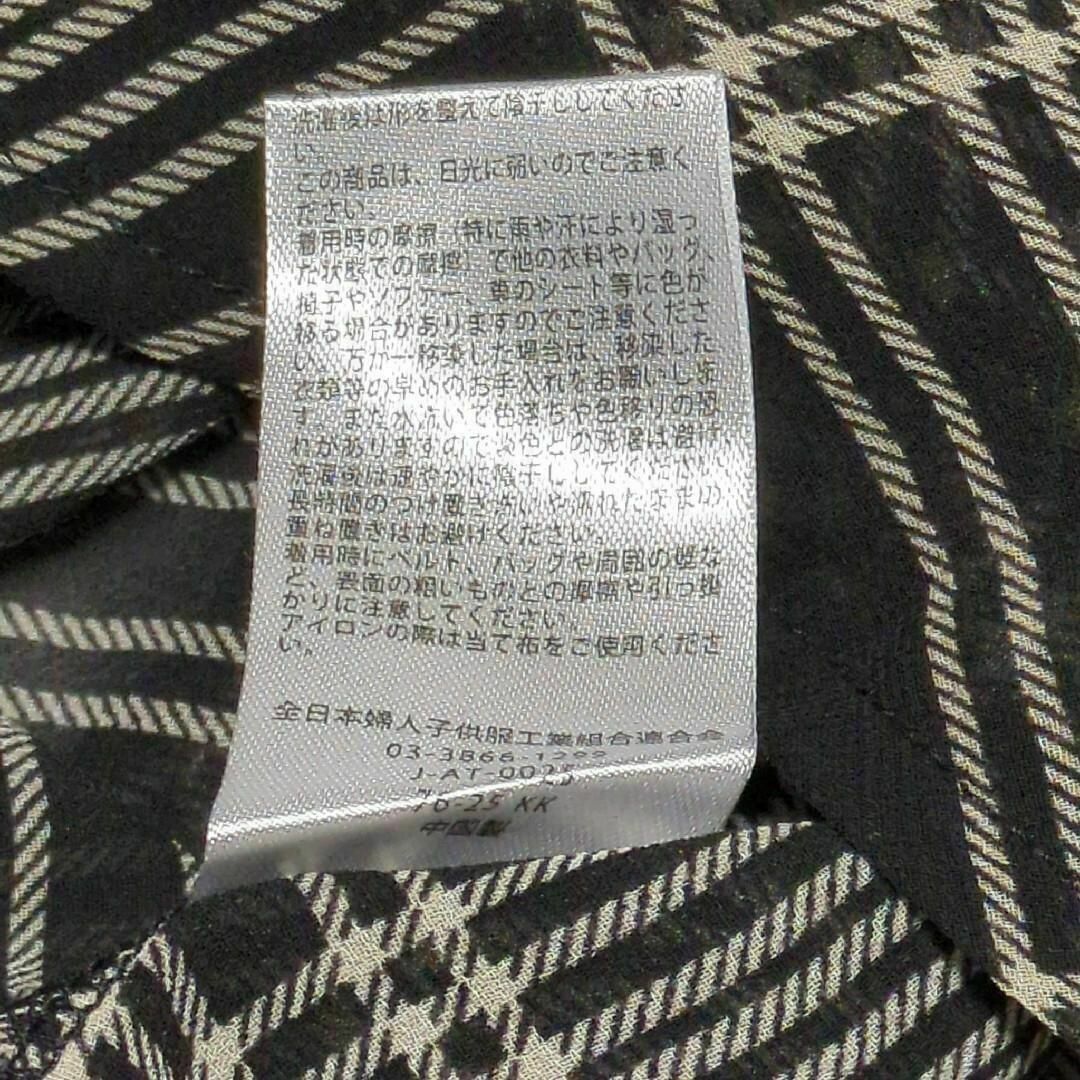 洗濯後は形を整えて陰干ししてくださ
い。
この商品は、日光に弱いのでご注意く
ださい。
着用時の摩擦（特に雨や汗により湿っ
た状態での摩擦）で他の衣料やバッグ、
椅子やソファー、車のシート等に色が
移る場合がありますのでご注意くださ
い。万が一移染した場合は、移染した
衣類等の早めのお手入れをお願いしま
す。また水洗いで色落ちや色移りの恐
れがありますので淡色との洗濯は避け
洗濯後は速やかに陰干ししてください
長時間のつけ置き洗いや濡れたままの
重ね置きはお避けください。
着用時にベルト、バッグや周囲の壁な
ど、表面の粗いものとの摩擦や引っ掛
かりに注意してください。
アイロンの際は当て布をご使用くださ
い。
全日本婦人子供服工業組合連合会
03-3866
J-AT-0025
KK
中国製